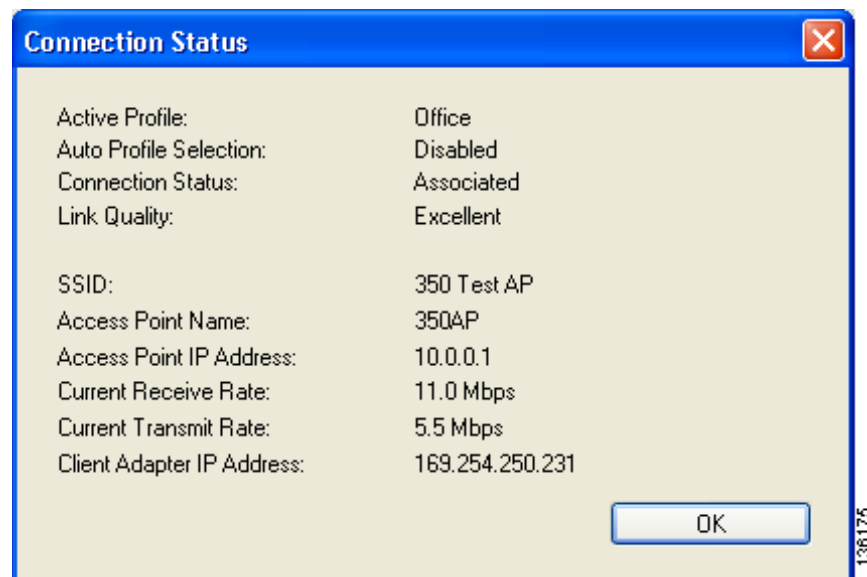 Connection Status
Active Profile: Office
Auto Profile Selection: Disabled
Connection Status: Associated
Link Quality: Excellent
SSID: 350 Test AP
Access Point Name: 350AP
Access Point IP Address: 10.0.0.1
Current Receive Rate: 11.0 Mbps
Current Transmit Rate: 5.5 Mbps
Client Adapter IP Address: 169.254.250.231
OK
136175